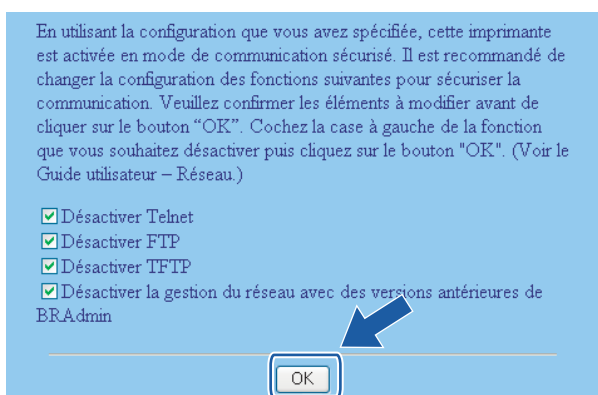 En utilisant la configuration que vous avez spécifiée, cette imprimante
est activée en mode de communication sécurisé. Il est recommandé de
changer la configuration des fonctions suivantes pour sécuriser la
communication. Veuillez confirmer les éléments à modifier avant de
cliquer sur le bouton “OK”. Cochez la case à gauche de la fonction
que vous souhaitez désactiver puis cliquez sur le bouton "OK". (Voir le
Guide utilisateur – Réseau.)
Désactiver Telnet
Désactiver FTP
Désactiver TFTP
Désactiver la gestion du réseau avec des versions antérieures de
BRAdmin
OK